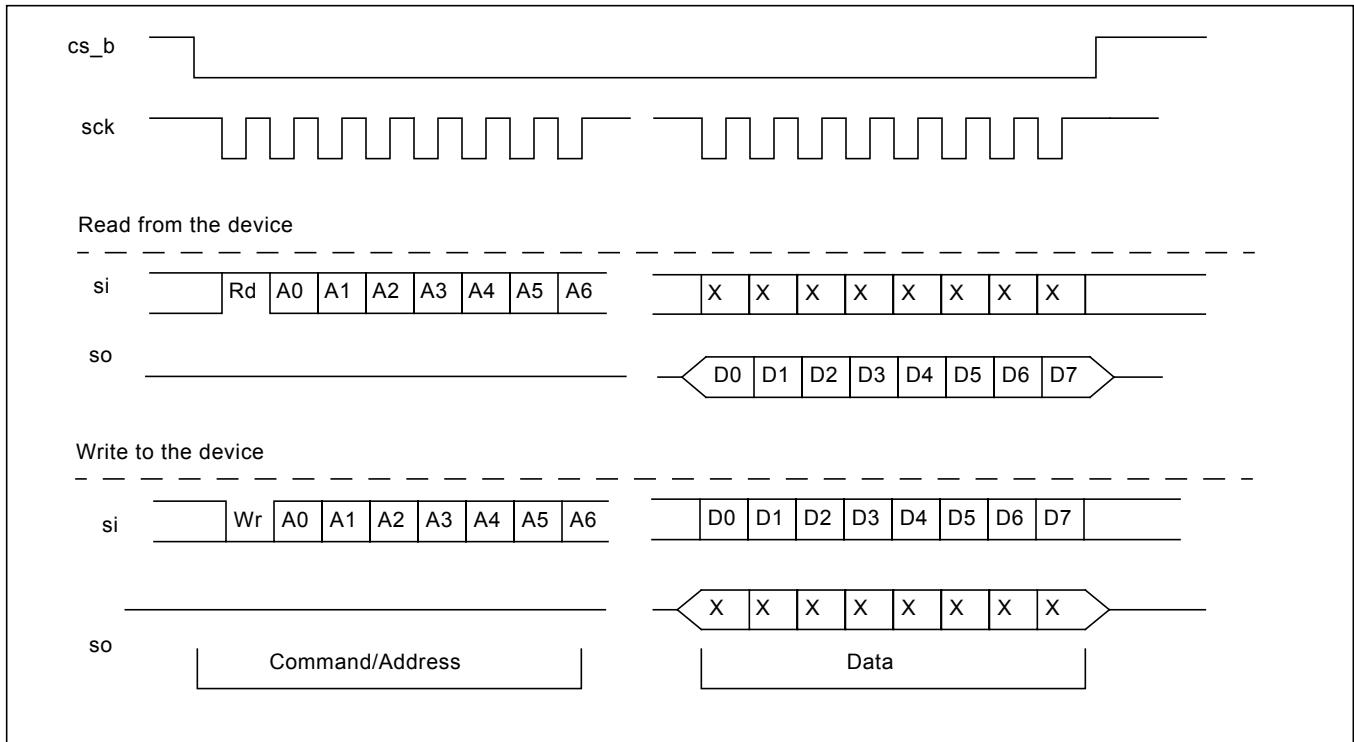 cs_b
sck
Read from the device
si Rd A0 A1 A2 A3 A4 A5 A6 X X X X X X X X
so D0 D1 D2 D3 D4 D5 D6 D7
Write to the device
si Wr A0 A1 A2 A3 A4 A5 A6 D0 D1 D2 D3 D4 D5 D6 D7
so X X X X X X X X
Command/Address Data